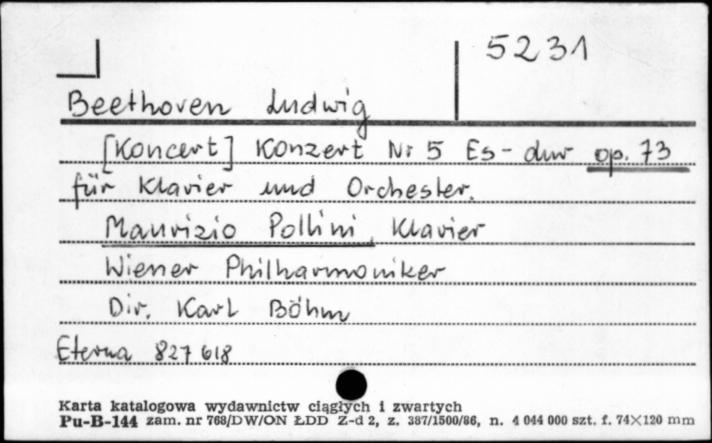 5231
Beethoven Ludwig
[Koncert] Konzert Nr 5 Es-dur op. 73
für Klavier und Orchester.
Maurizio Pollini, Klavier
Wiener Philharmoniker
Dir. Karl Böhm
Eterna 827 618
Karta katalogowa wydawnictw ciągłych i zwartych
Pu-B-144 zam. nr 768/DW/ON ŁDD Z-d 2, z. 387/1500/86, n. 4 044 000 szt. f. 74×120 mm